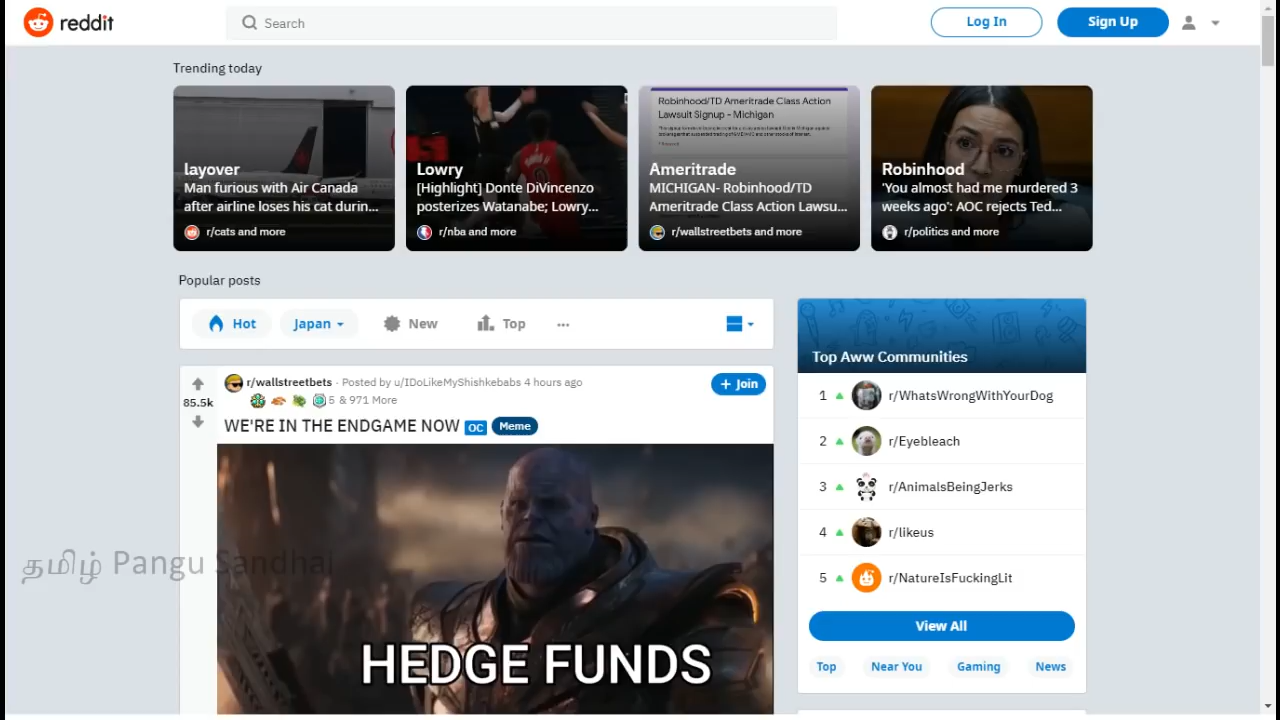 reddit
Search
Log In
Sign Up
Trending today
layover
Man furious with Air Canada
after airline loses his cat durin...
r/cats and more
Lowry
[Highlight] Donte DiVincenzo
posterizes Watanabe; Lowry...
r/nba and more
Robinhood/TD Ameritrade Class Action
Lawsuit Signup - Michigan
Ameritrade
MICHIGAN- Robinhood/TD
Ameritrade Class Action Lawsu...
r/wallstreetbets and more
Robinhood
‘You almost had me murdered 3
weeks ago’: AOC rejects Ted...
r/politics and more
Popular posts
Hot
Japan
New
Top
85.5k
r/wallstreetbets · Posted by u/IDoLikeMyShishkebabs 4 hours ago
5 & 971 More
+ Join
WE'RE IN THE ENDGAME NOW OC Meme
HEDGE FUNDS
தமிழ் Pangu Sandhai
Top Aww Communities
1 r/WhatsWrongWithYourDog
2 r/Eyebleach
3 r/AnimalsBeingJerks
4 r/likeus
5 r/NatureIsFuckingLit
View All
Top
Near You
Gaming
News